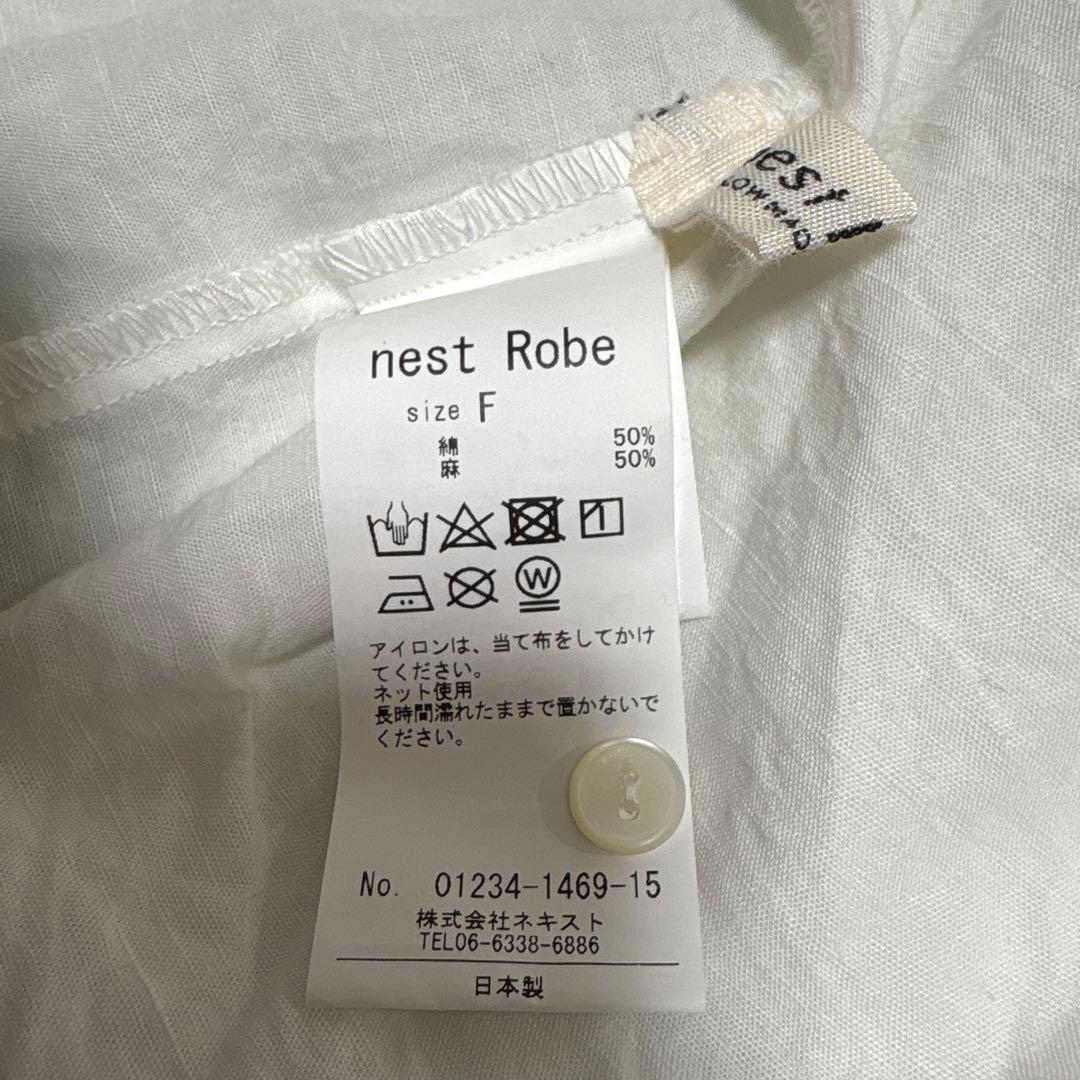 nest
nest Robe
size F
綿 50%
麻 50%
W
アイロンは、当て布をしてかけ
てください。
ネット使用
長時間濡れたままで置かないで
ください。
No. 01234-1469-15
株式会社ネキスト
TEL06-6338-6886
日本製